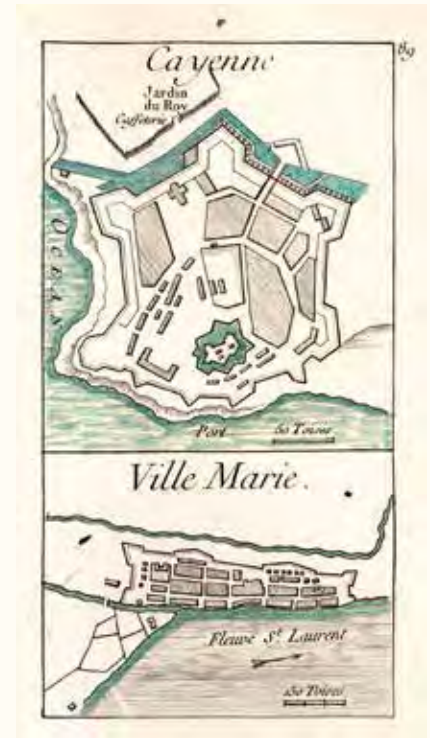 89
Cayenne
Jardin
du Roy
Caffeterie
OCEAN
Port
50 Toises
Ville Marie.
Fleuve St. Laurent
150 Toises